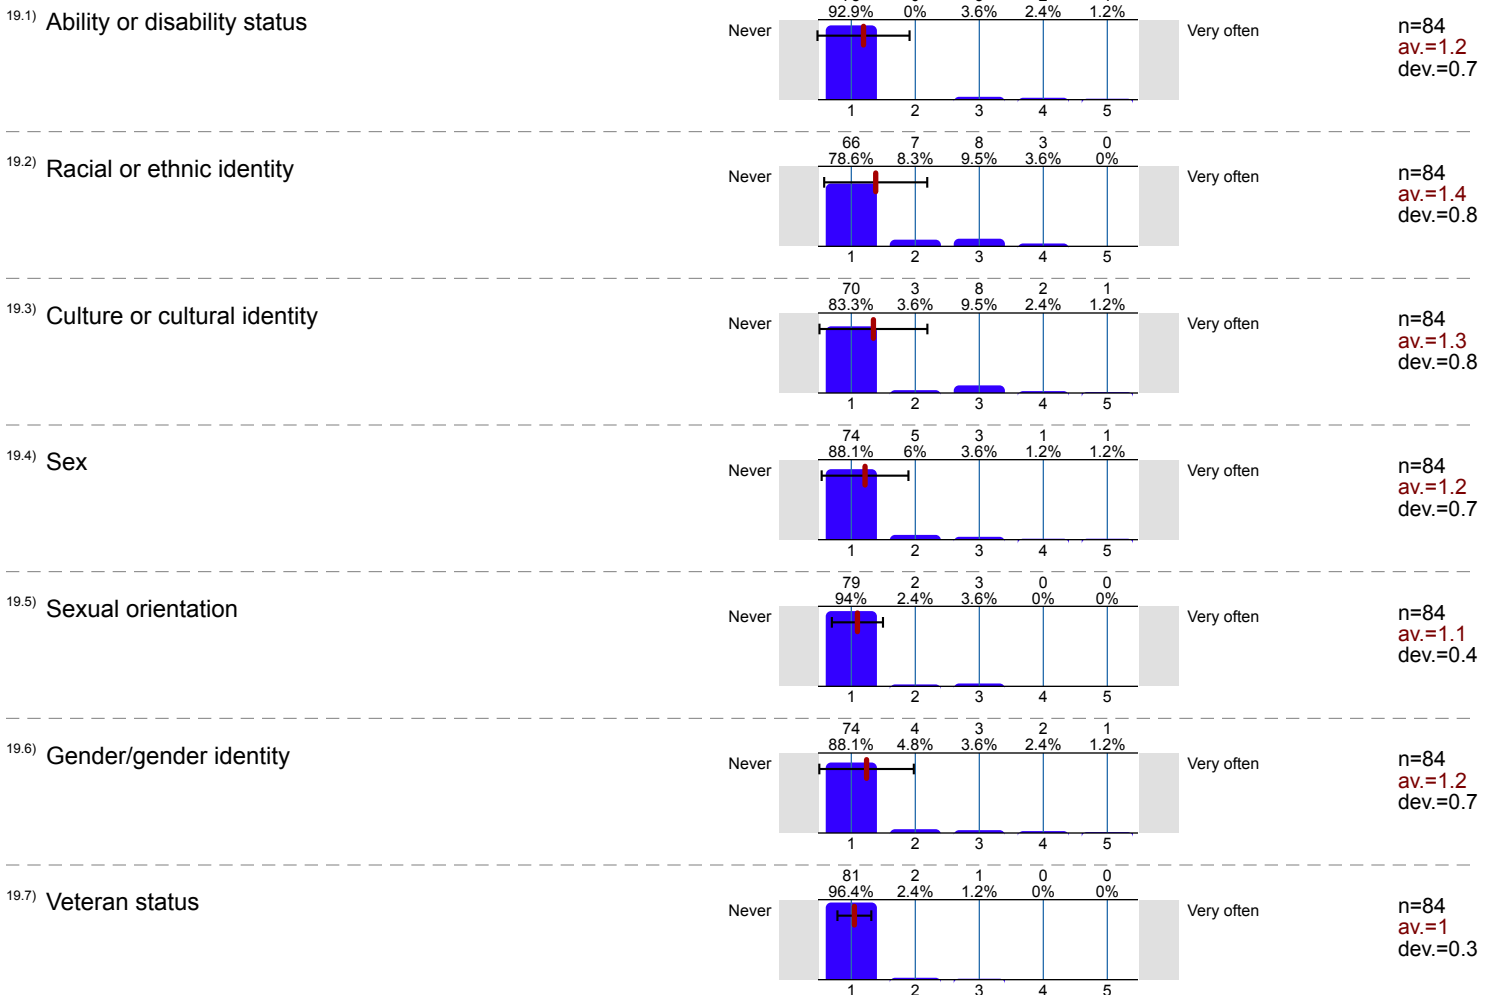 19.1) Ability or disability status
92.9% 0% 3.6% 2.4% 1.2%
Never Very often
1 2 3 4 5
n=84
av.=1.2
dev.=0.7
19.2) Racial or ethnic identity
66 7 8 3 0
78.6% 8.3% 9.5% 3.6% 0%
Never Very often
1 2 3 4 5
n=84
av.=1.4
dev.=0.8
19.3) Culture or cultural identity
70 3 8 2 1
83.3% 3.6% 9.5% 2.4% 1.2%
Never Very often
1 2 3 4 5
n=84
av.=1.3
dev.=0.8
19.4) Sex
74 5 3 1 1
88.1% 6% 3.6% 1.2% 1.2%
Never Very often
1 2 3 4 5
n=84
av.=1.2
dev.=0.7
19.5) Sexual orientation
79 2 3 0 0
94% 2.4% 3.6% 0% 0%
Never Very often
1 2 3 4 5
n=84
av.=1.1
dev.=0.4
19.6) Gender/gender identity
74 4 3 2 1
88.1% 4.8% 3.6% 2.4% 1.2%
Never Very often
1 2 3 4 5
n=84
av.=1.2
dev.=0.7
19.7) Veteran status
81 2 1 0 0
96.4% 2.4% 1.2% 0% 0%
Never Very often
1 2 3 4 5
n=84
av.=1
dev.=0.3